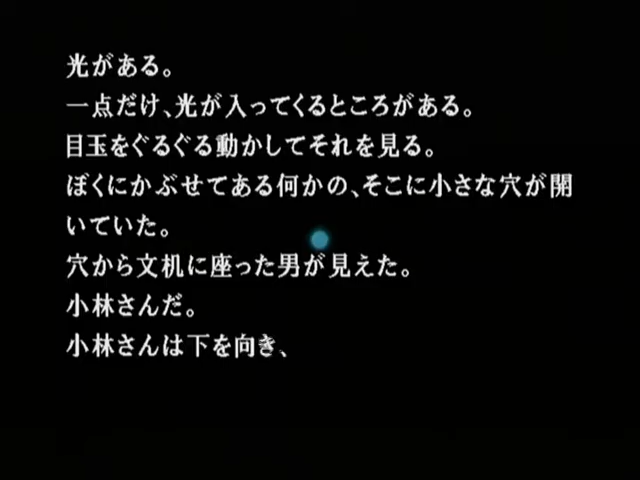 光がある。
一点だけ、光が入ってくるところがある。
目玉をぐるぐる動かしてそれを見る。
ぼくにかぶせてある何かの、そこに小さな穴が開
いていた。
穴から文机に座った男が見えた。
小林さんだ。
小林さんは下を向き、